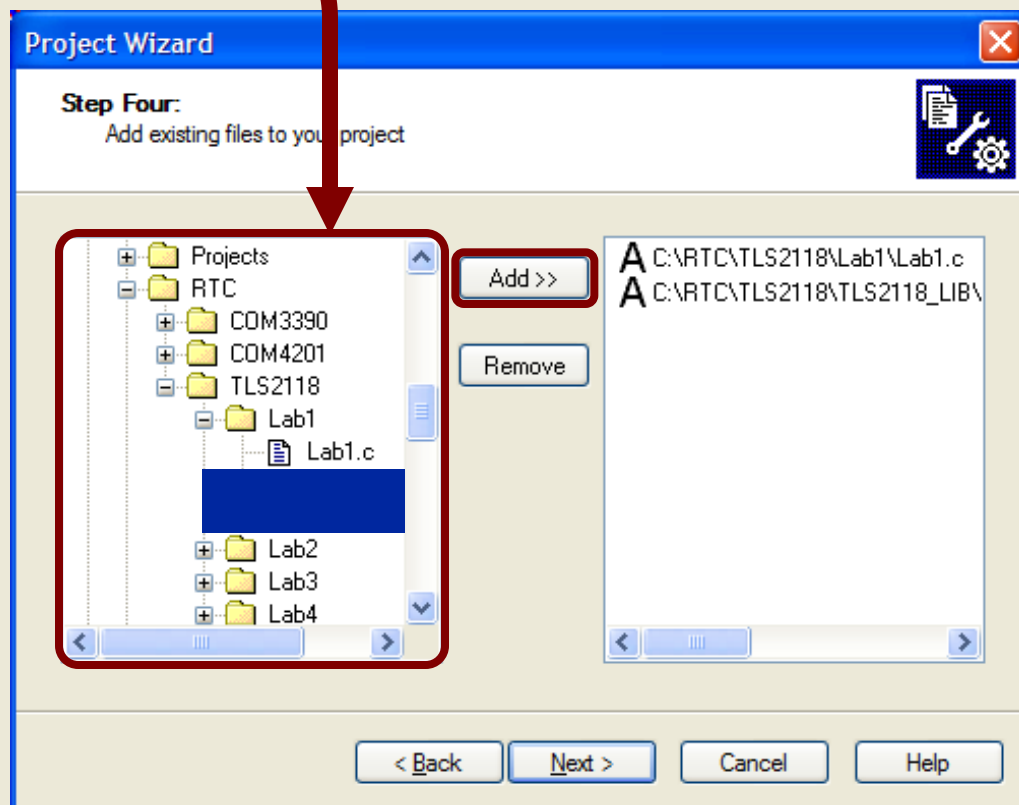 Project Wizard
Step Four:
Add existing files to you project
Projects
RTC
COM3390
COM4201
TLS2118
Lab1
Lab1.c
Lab2
Lab3
Lab4
Add >>
Remove
A C:\RTC\TLS2118\Lab1\Lab1.c
A C:\RTC\TLS2118\TLS2118_LIB\
< Back
Next >
Cancel
Help